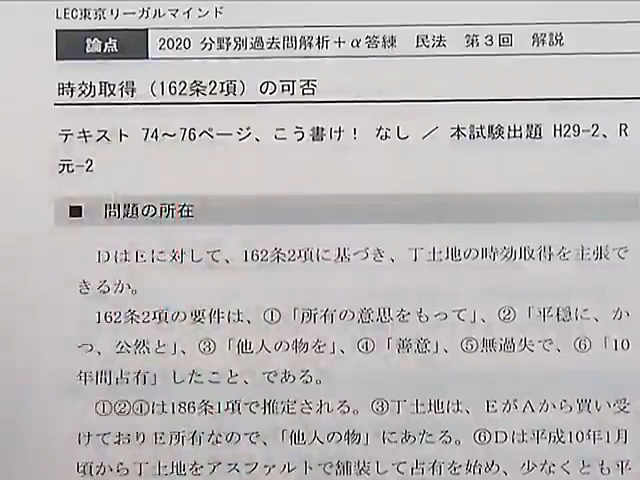 LEC東京リーガルマインド
論点 2020 分野別過去問解析＋α答練 民法 第3回 解説
時効取得（162条2項）の可否
テキスト 74～76ページ、こう書け！ なし ／ 本試験出題 H29-2、R
元-2
■ 問題の所在
DはEに対して、162条2項に基づき、丁土地の時効取得を主張で
きるか。
162条2項の要件は、①「所有の意思をもって」、②「平穏に、か
つ、公然と」、③「他人の物を」、④「善意」、⑤無過失で、⑥「10
年間占有」したこと、である。
①②④は186条1項で推定される。③丁土地は、EがAから買い受
けておりE所有なので、「他人の物」にあたる。⑥Dは平成10年1月
頃から丁土地をアスファルトで舗装して占有を始め、少なくとも平